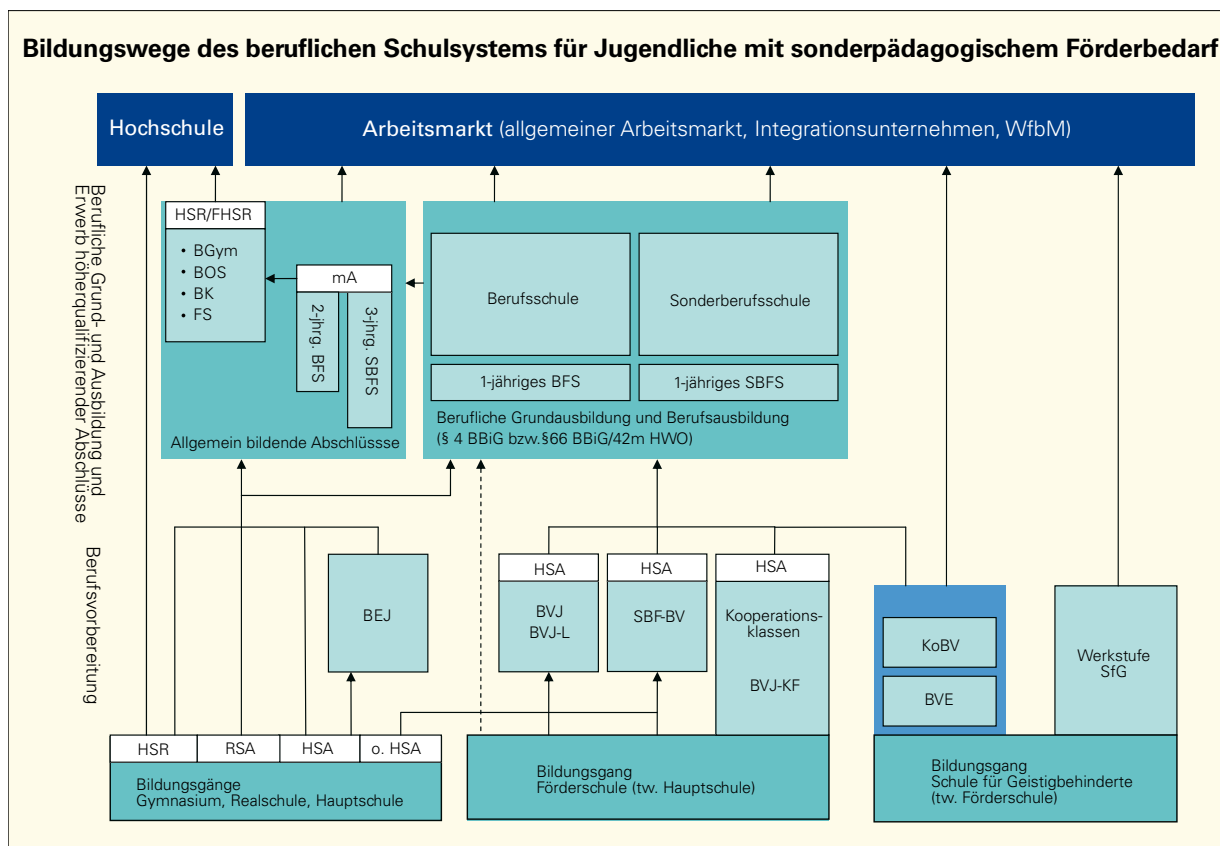 Bildungswege des beruflichen Schulsystems für Jugendliche mit sonderpädagogischem Förderbedarf
Hochschule
Arbeitsmarkt (allgemeiner Arbeitsmarkt, Integrationsunternehmen, WfbM)
Berufliche Grund- und Ausbildung und
Erwerb höherqualifizierender Abschlüsse
HSR/FHSR
• BGym
• BOS
• BK
• FS
mA
2-jhrg. BFS
3-jhrg. SBFS
Allgemein bildende Abschlüssse
Berufsschule
Sonderberufsschule
1-jähriges BFS
1-jähriges SBFS
Berufliche Grundausbildung und Berufsausbildung
(§ 4 BBiG bzw.§66 BBiG/42m HWO)
Berufsvorbereitung
BEJ
HSA
BVJ
BVJ-L
HSA
SBF-BV
HSA
Kooperations-
klassen
BVJ-KF
KoBV
BVE
Werkstufe
SfG
HSR
RSA
HSA
o. HSA
Bildungsgänge
Gymnasium, Realschule, Hauptschule
Bildungsgang
Förderschule (tw. Hauptschule)
Bildungsgang
Schule für Geistigbehinderte
(tw. Förderschule)